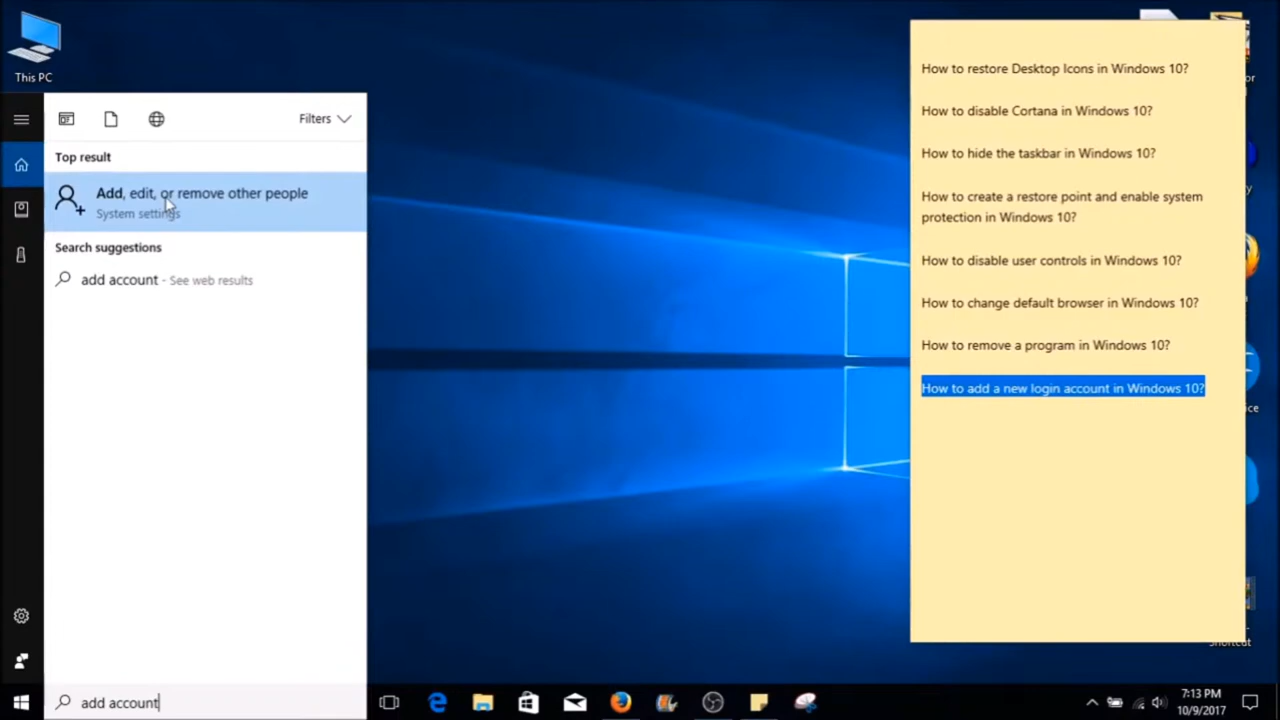 This PC
Filters
Top result
Add, edit, or remove other people
System settings
Search suggestions
add account - See web results
add account
How to restore Desktop Icons in Windows 10?
How to disable Cortana in Windows 10?
How to hide the taskbar in Windows 10?
How to create a restore point and enable system
protection in Windows 10?
How to disable user controls in Windows 10?
How to change default browser in Windows 10?
How to remove a program in Windows 10?
How to add a new login account in Windows 10?
7:13 PM
10/9/2017